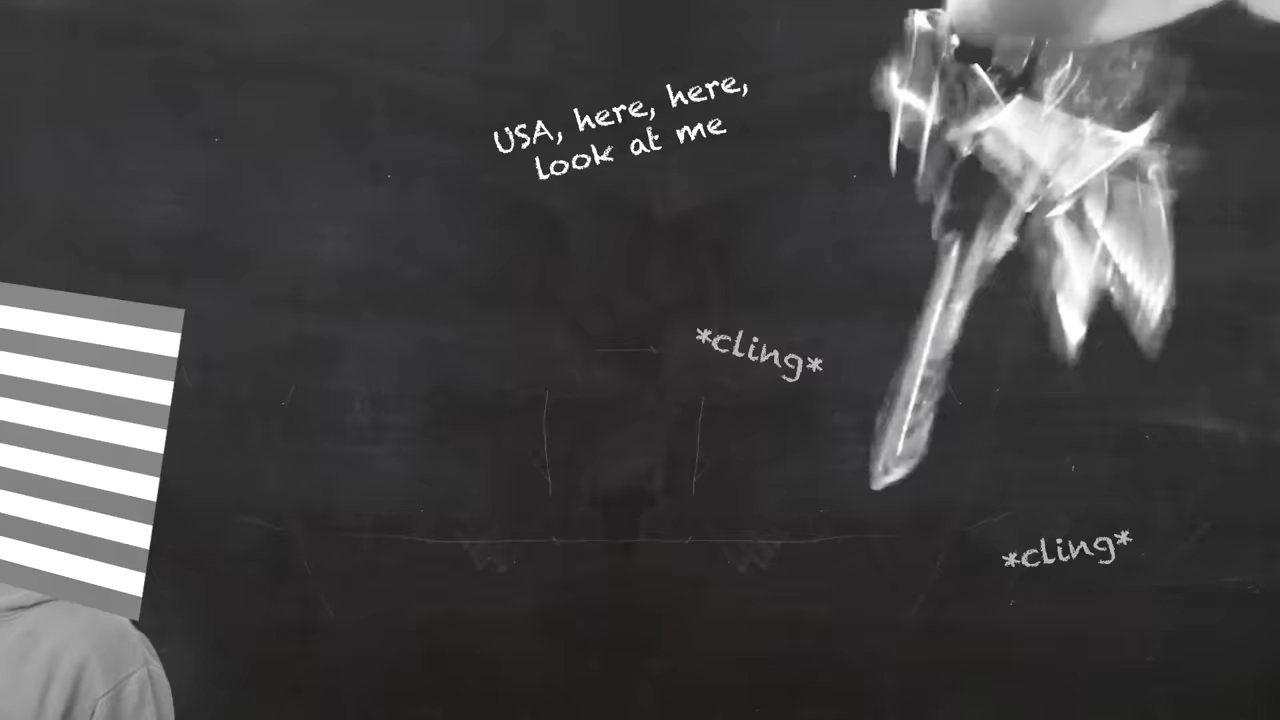 USA, here, here,
look at me
*cling*
*cling*